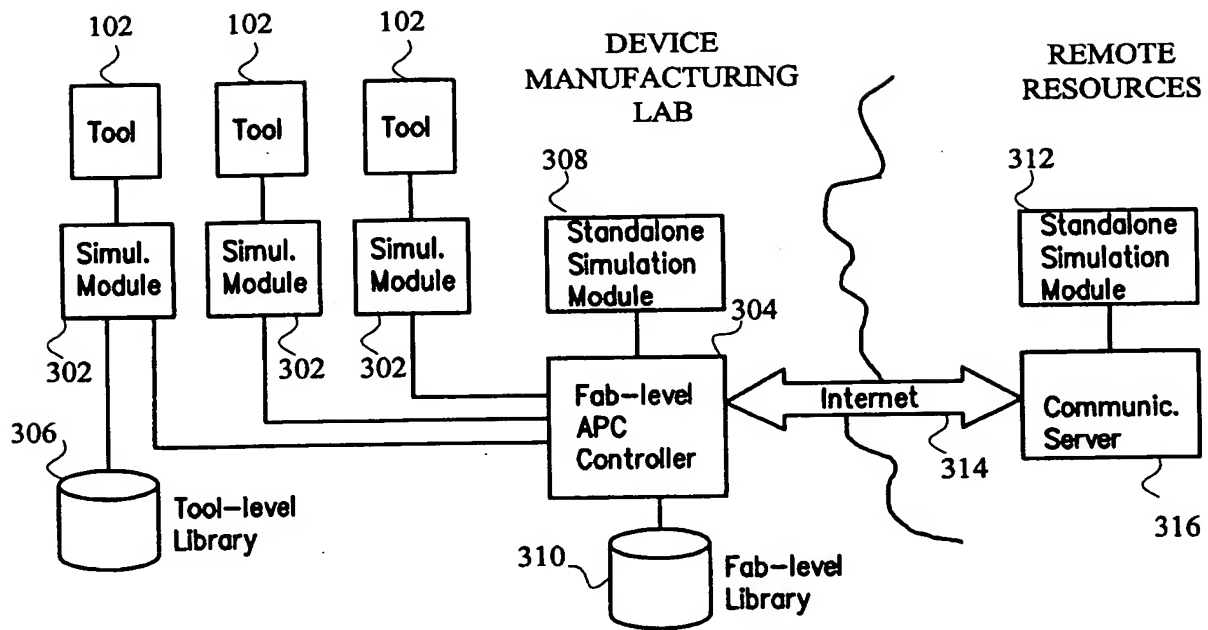 102
102
102
DEVICE
MANUFACTURING
LAB
REMOTE
RESOURCES
Tool
Tool
Tool
308
312
Simul.
Module
Simul.
Module
Simul.
Module
Standalone
Simulation
Module
Standalone
Simulation
Module
302
302
302
304
Fab-level
APC
Controller
Internet
Communic.
Server
314
316
306
Tool-level
Library
310
Fab-level
Library